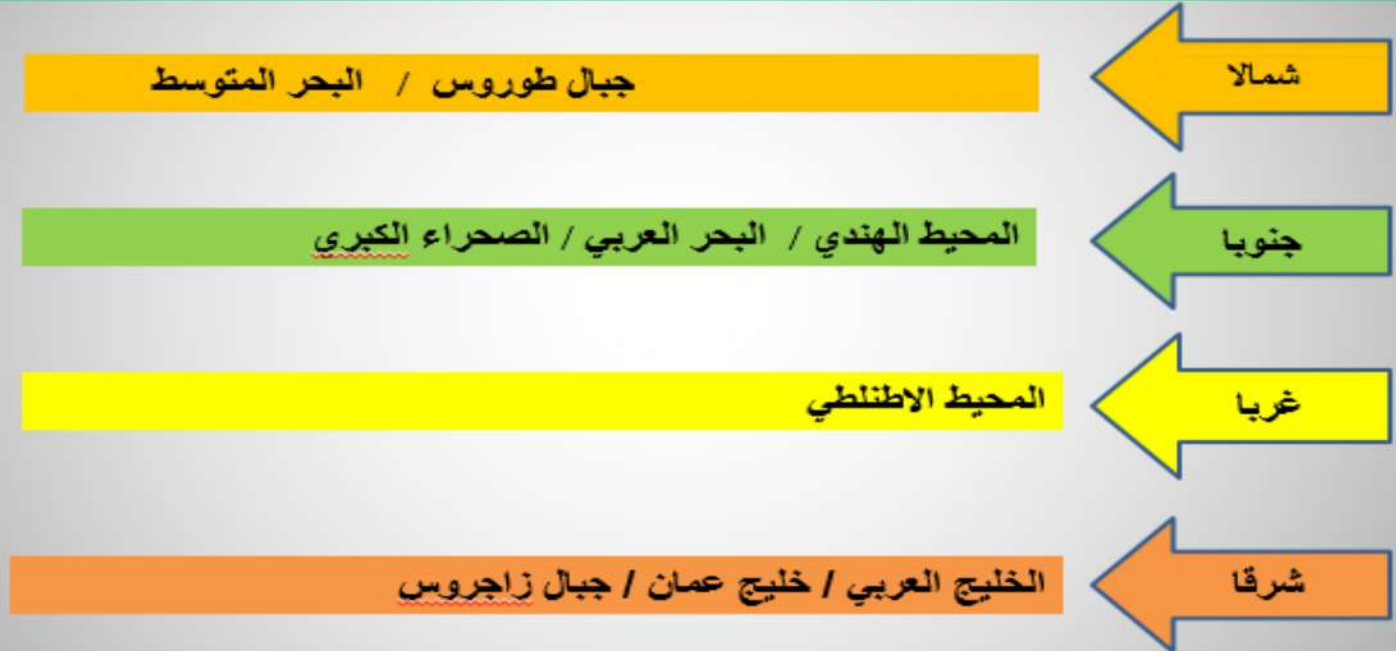 شمالا
جبال طوروس / البحر المتوسط
جنوبا
المحيط الهندي / البحر العربي / الصحراء الكبري
غربا
المحيط الاطنلطي
شرقا
الخليج العربي / خليج عمان / جبال زاجروس